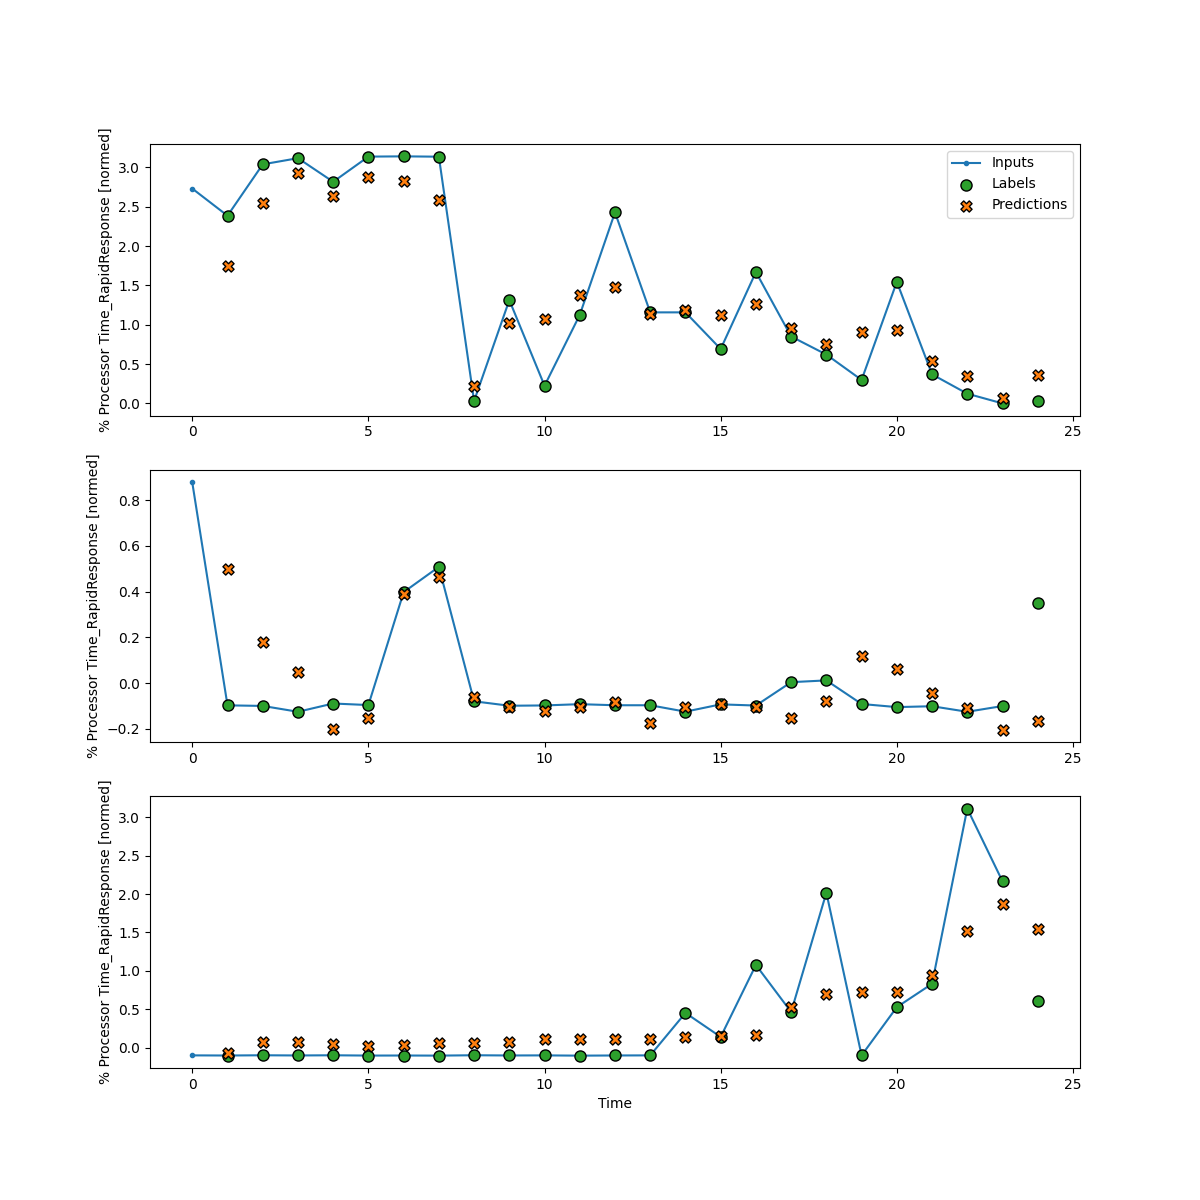 % Processor Time_RapidResponse [normed]
3.0
2.5
2.0
1.5
1.0
0.5
0.0
Inputs
Labels
Predictions
0 5 10 15 20 25
% Processor Time_RapidResponse [normed]
0.8
0.6
0.4
0.2
0.0
−0.2
0 5 10 15 20 25
% Processor Time_RapidResponse [normed]
3.0
2.5
2.0
1.5
1.0
0.5
0.0
0 5 10 15 20 25
Time